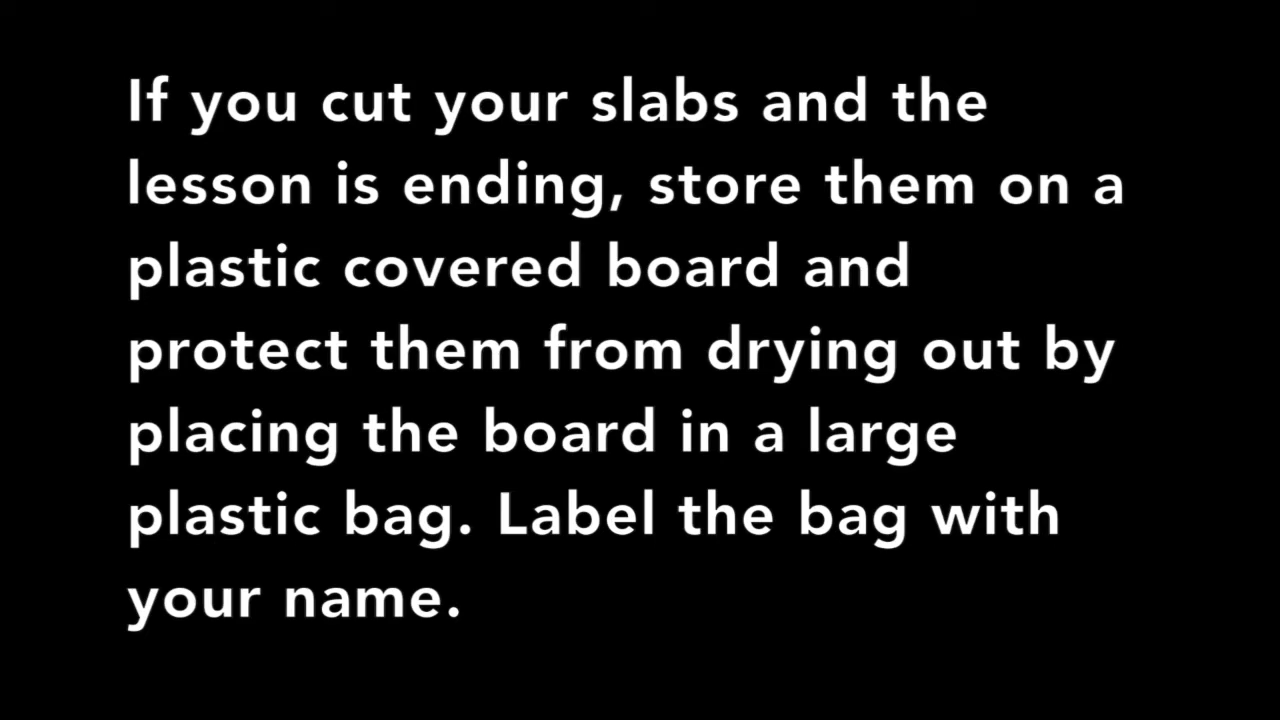 If you cut your slabs and the
lesson is ending, store them on a
plastic covered board and
protect them from drying out by
placing the board in a large
plastic bag. Label the bag with
your name.